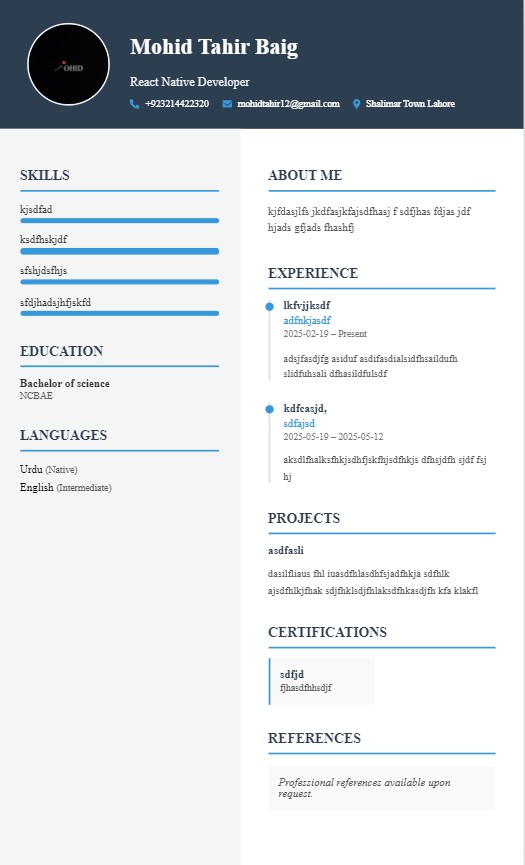 OHID
Mohid Tahir Baig
React Native Developer
+923214422320 mohidtahir12@gmail.com Shalimar Town Lahore
SKILLS
kjsdfad
ksdfhskjdf
sfshjdsfhjs
sfdjhadsjhfjskfd
EDUCATION
Bachelor of science
NCBAE
LANGUAGES
Urdu (Native)
English (Intermediate)
ABOUT ME
kjfdasjlfs jkdfasjkfajsdfhasj f sdfjhas fdjas jdf
hjads gfjads fhashfj
EXPERIENCE
lkfvjjksdf
adfnkjasdf
2025-02-19 – Present
adsjfasdjfg asiduf asdifasdialsidfhsaildufh
slidfuhsali dfhasildfulsdf
kdfcasjd,
sdfajsd
2025-05-19 – 2025-05-12
aksdlfhalksfhkjsdhfjskfhjsdfhkjs dfhsjdfh sjdf fsj
hj
PROJECTS
asdfasli
dasilfliaus fhl iuasdfhlasdhfsjadfhkja sdfhlk
ajsdfhlkjfhak sdjfhklsdjfhlaksdfhkasdjfh kfa klakfl
CERTIFICATIONS
sdfjd
fjhasdfhhsdjf
REFERENCES
Professional references available upon
request.